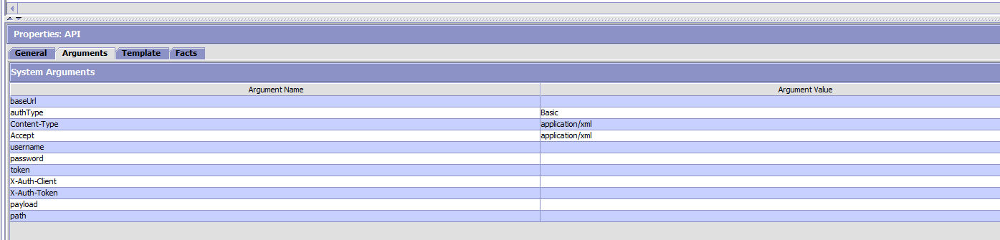 Properties: API
General Arguments Template Facts
System Arguments
Argument Name Argument Value
baseUrl
authType Basic
Content-Type application/xml
Accept application/xml
username
password
token
X-Auth-Client
X-Auth-Token
payload
path